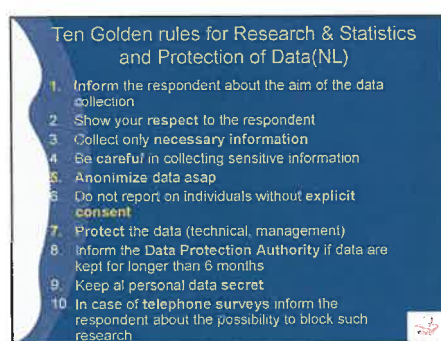 Ten Golden rules for Research & Statistics
and Protection of Data(NL)
1. Inform the respondent about the aim of the data
collection
2 Show your respect to the respondent
3. Collect only necessary information
4 Be careful in collecting sensitive information
5. Anonimize data asap
6. Do not report on individuals without explicit
consent
7. Protect the data (technical, management)
8. Inform the Data Protection Authority if data are
kept for longer than 6 months
9. Keep al personal data secret
10 In case of telephone surveys inform the
respondent about the possibility to block such
research